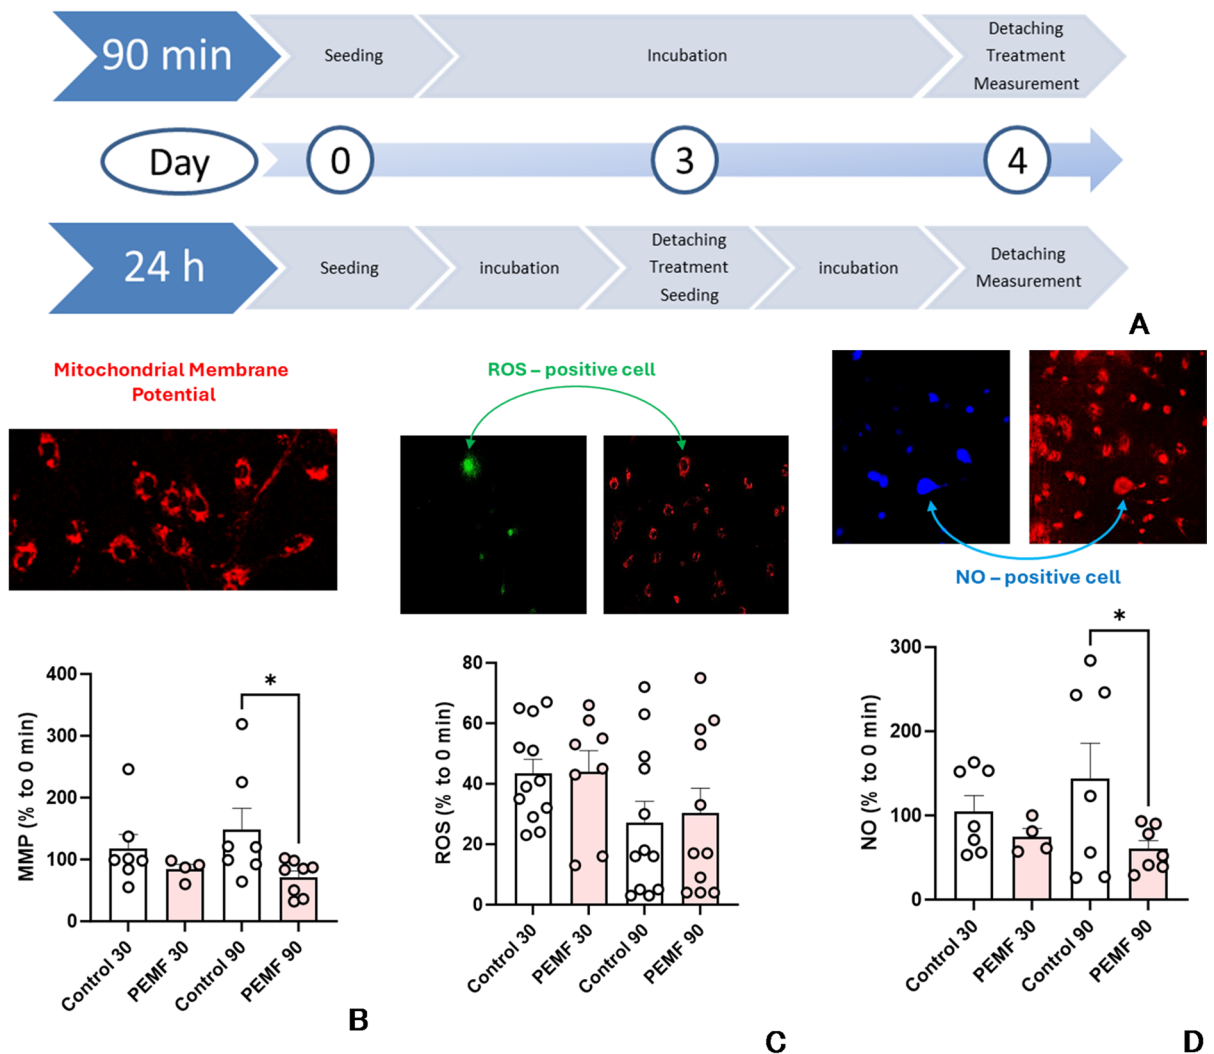 90 min
Seeding
Incubation
Detaching
Treatment
Measurement
Day
0
3
4
24 h
Seeding
incubation
Detaching
Treatment
Seeding
incubation
Detaching
Measurement
A
Mitochondrial Membrane
Potential
MMP (% to 0 min)
400
300
200
100
0
*
Control 30
PEMF 30
Control 90
PEMF 90
B
ROS – positive cell
ROS (% to 0 min)
80
60
40
20
0
Control 30
PEMF 30
Control 90
PEMF 90
C
NO – positive cell
NO (% to 0 min)
300
200
100
0
*
Control 30
PEMF 30
Control 90
PEMF 90
D